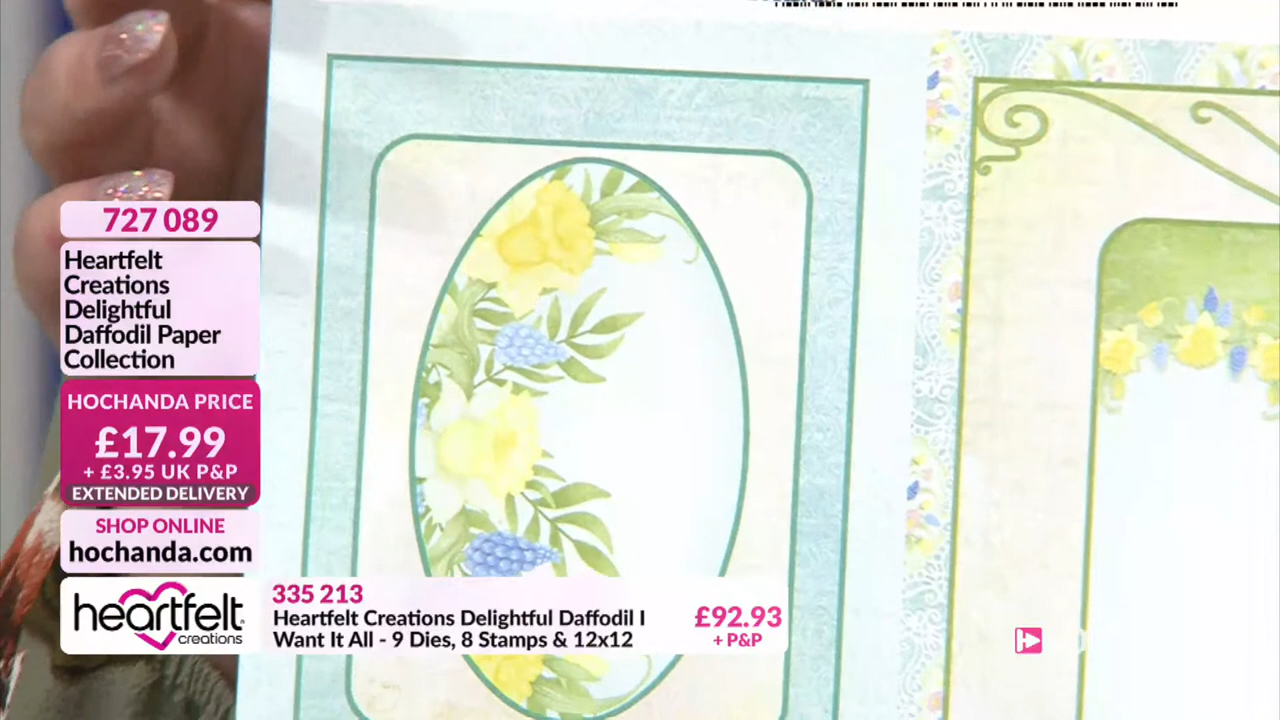 727 089
Heartfelt
Creations
Delightful
Daffodil Paper
Collection
HOCHANDA PRICE
£17.99
+ £3.95 UK P&P
EXTENDED DELIVERY
SHOP ONLINE
hochanda.com
heartfelt
creations
335 213
Heartfelt Creations Delightful Daffodil I
Want It All - 9 Dies, 8 Stamps & 12x12
£92.93
+ P&P